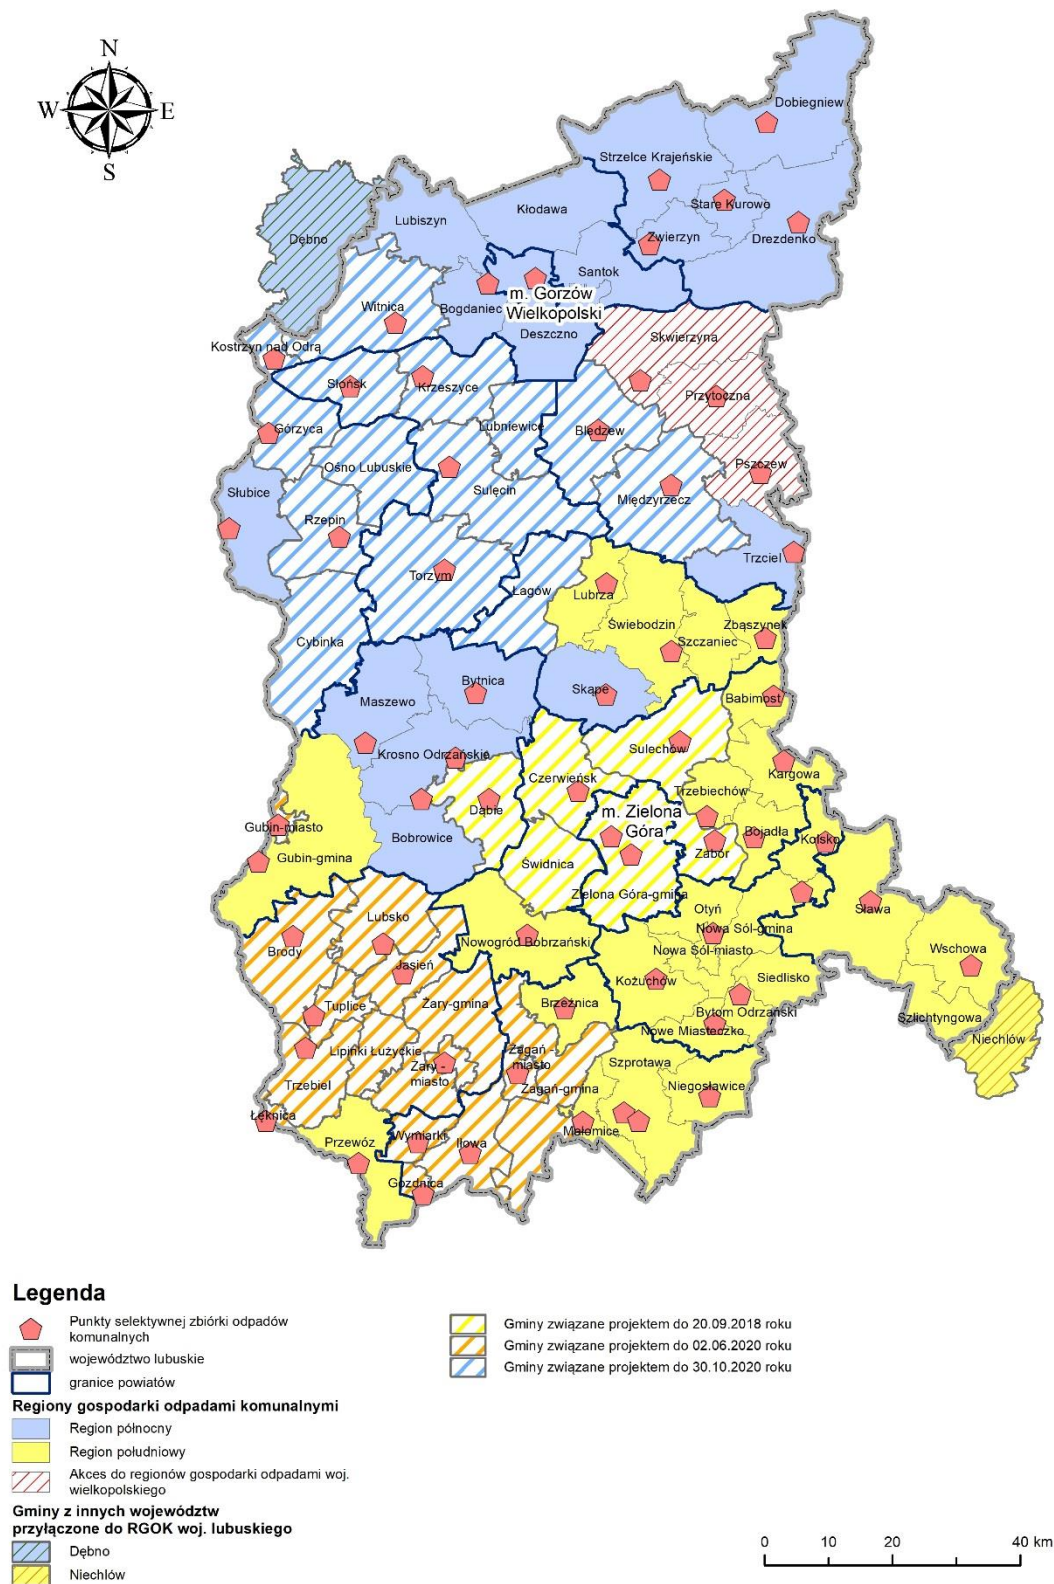 N
W E
S
Dobiegniew
Strzelce Krajeńskie
Stare Kurowo
Kłodawa
Lubiszyn
Zwierzyn
Drezdenko
Dębno
Santok
Witnica
Bogdaniec
m. Gorzów
Wielkopolski
Deszczno
Skwierzyna
Kostrzyn nad Odrą
Słońsk
Krzeszyce
Przytoczna
Górzyca
Lubniewice
Bledzew
Ośno Lubuskie
Pszczew
Słubice
Sulęcin
Międzyrzecz
Rzepin
Trzciel
Torzym
Łagów
Lubrza
Świebodzin
Zbąszynek
Cybinka
Szczaniec
Bytnica
Skąpe
Maszewo
Babimost
Krosno Odrzańskie
Sulechów
Czerwieńsk
Kargowa
Trzebiechów
Dąbie
m. Zielona
Góra
Gubin-miasto
Bojadła
Kolsko
Bobrowice
Zabór
Gubin-gmina
Świdnica
Zielona Góra-gmina
Otyń
Sława
Lubsko
Nowa Sól-gmina
Brody
Nowogród Bobrzański
Nowa Sól-miasto
Wschowa
Jasień
Kożuchów
Siedlisko
Tuplice
Żary-gmina
Brzeźnica
Bytom Odrzański
Szlichtyngowa
Nowe Miasteczko
Niechlów
Lipinki Łużyckie
Żary -
miasto
Żagań -
miasto
Szprotawa
Trzebiel
Żagań-gmina
Niegosławice
Łęknica
Małomice
Przewóz
Wymiarki
Iłowa
Gozdnica
Legenda
Punkty selektywnej zbiórki odpadów
komunalnych
województwo lubuskie
granice powiatów
Regiony gospodarki odpadami komunalnymi
Region północny
Region południowy
Akces do regionów gospodarki odpadami woj.
wielkopolskiego
Gminy z innych województw
przyłączone do RGOK woj. lubuskiego
Dębno
Niechlów
Gminy związane projektem do 20.09.2018 roku
Gminy związane projektem do 02.06.2020 roku
Gminy związane projektem do 30.10.2020 roku
0 10 20 40 km